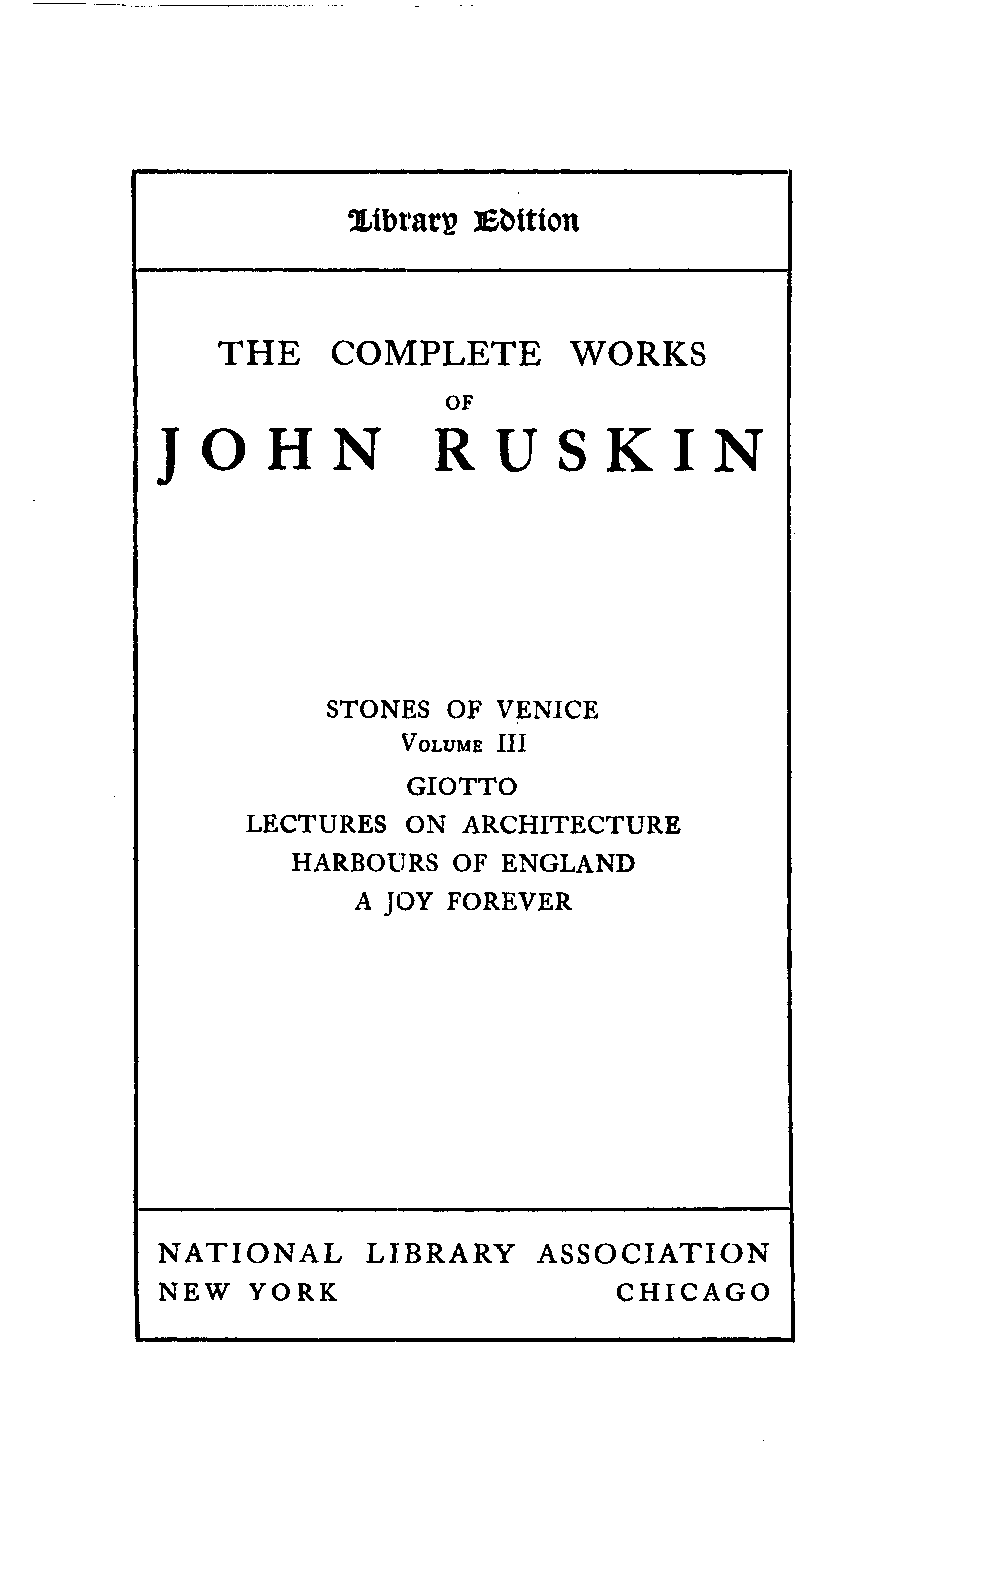 Library Edition
THE COMPLETE WORKS
OF
JOHN RUSKIN
STONES OF VENICE
VOLUME III
GIOTTO
LECTURES ON ARCHITECTURE
HARBOURS OF ENGLAND
A JOY FOREVER
NATIONAL LIBRARY ASSOCIATION
NEW YORK CHICAGO